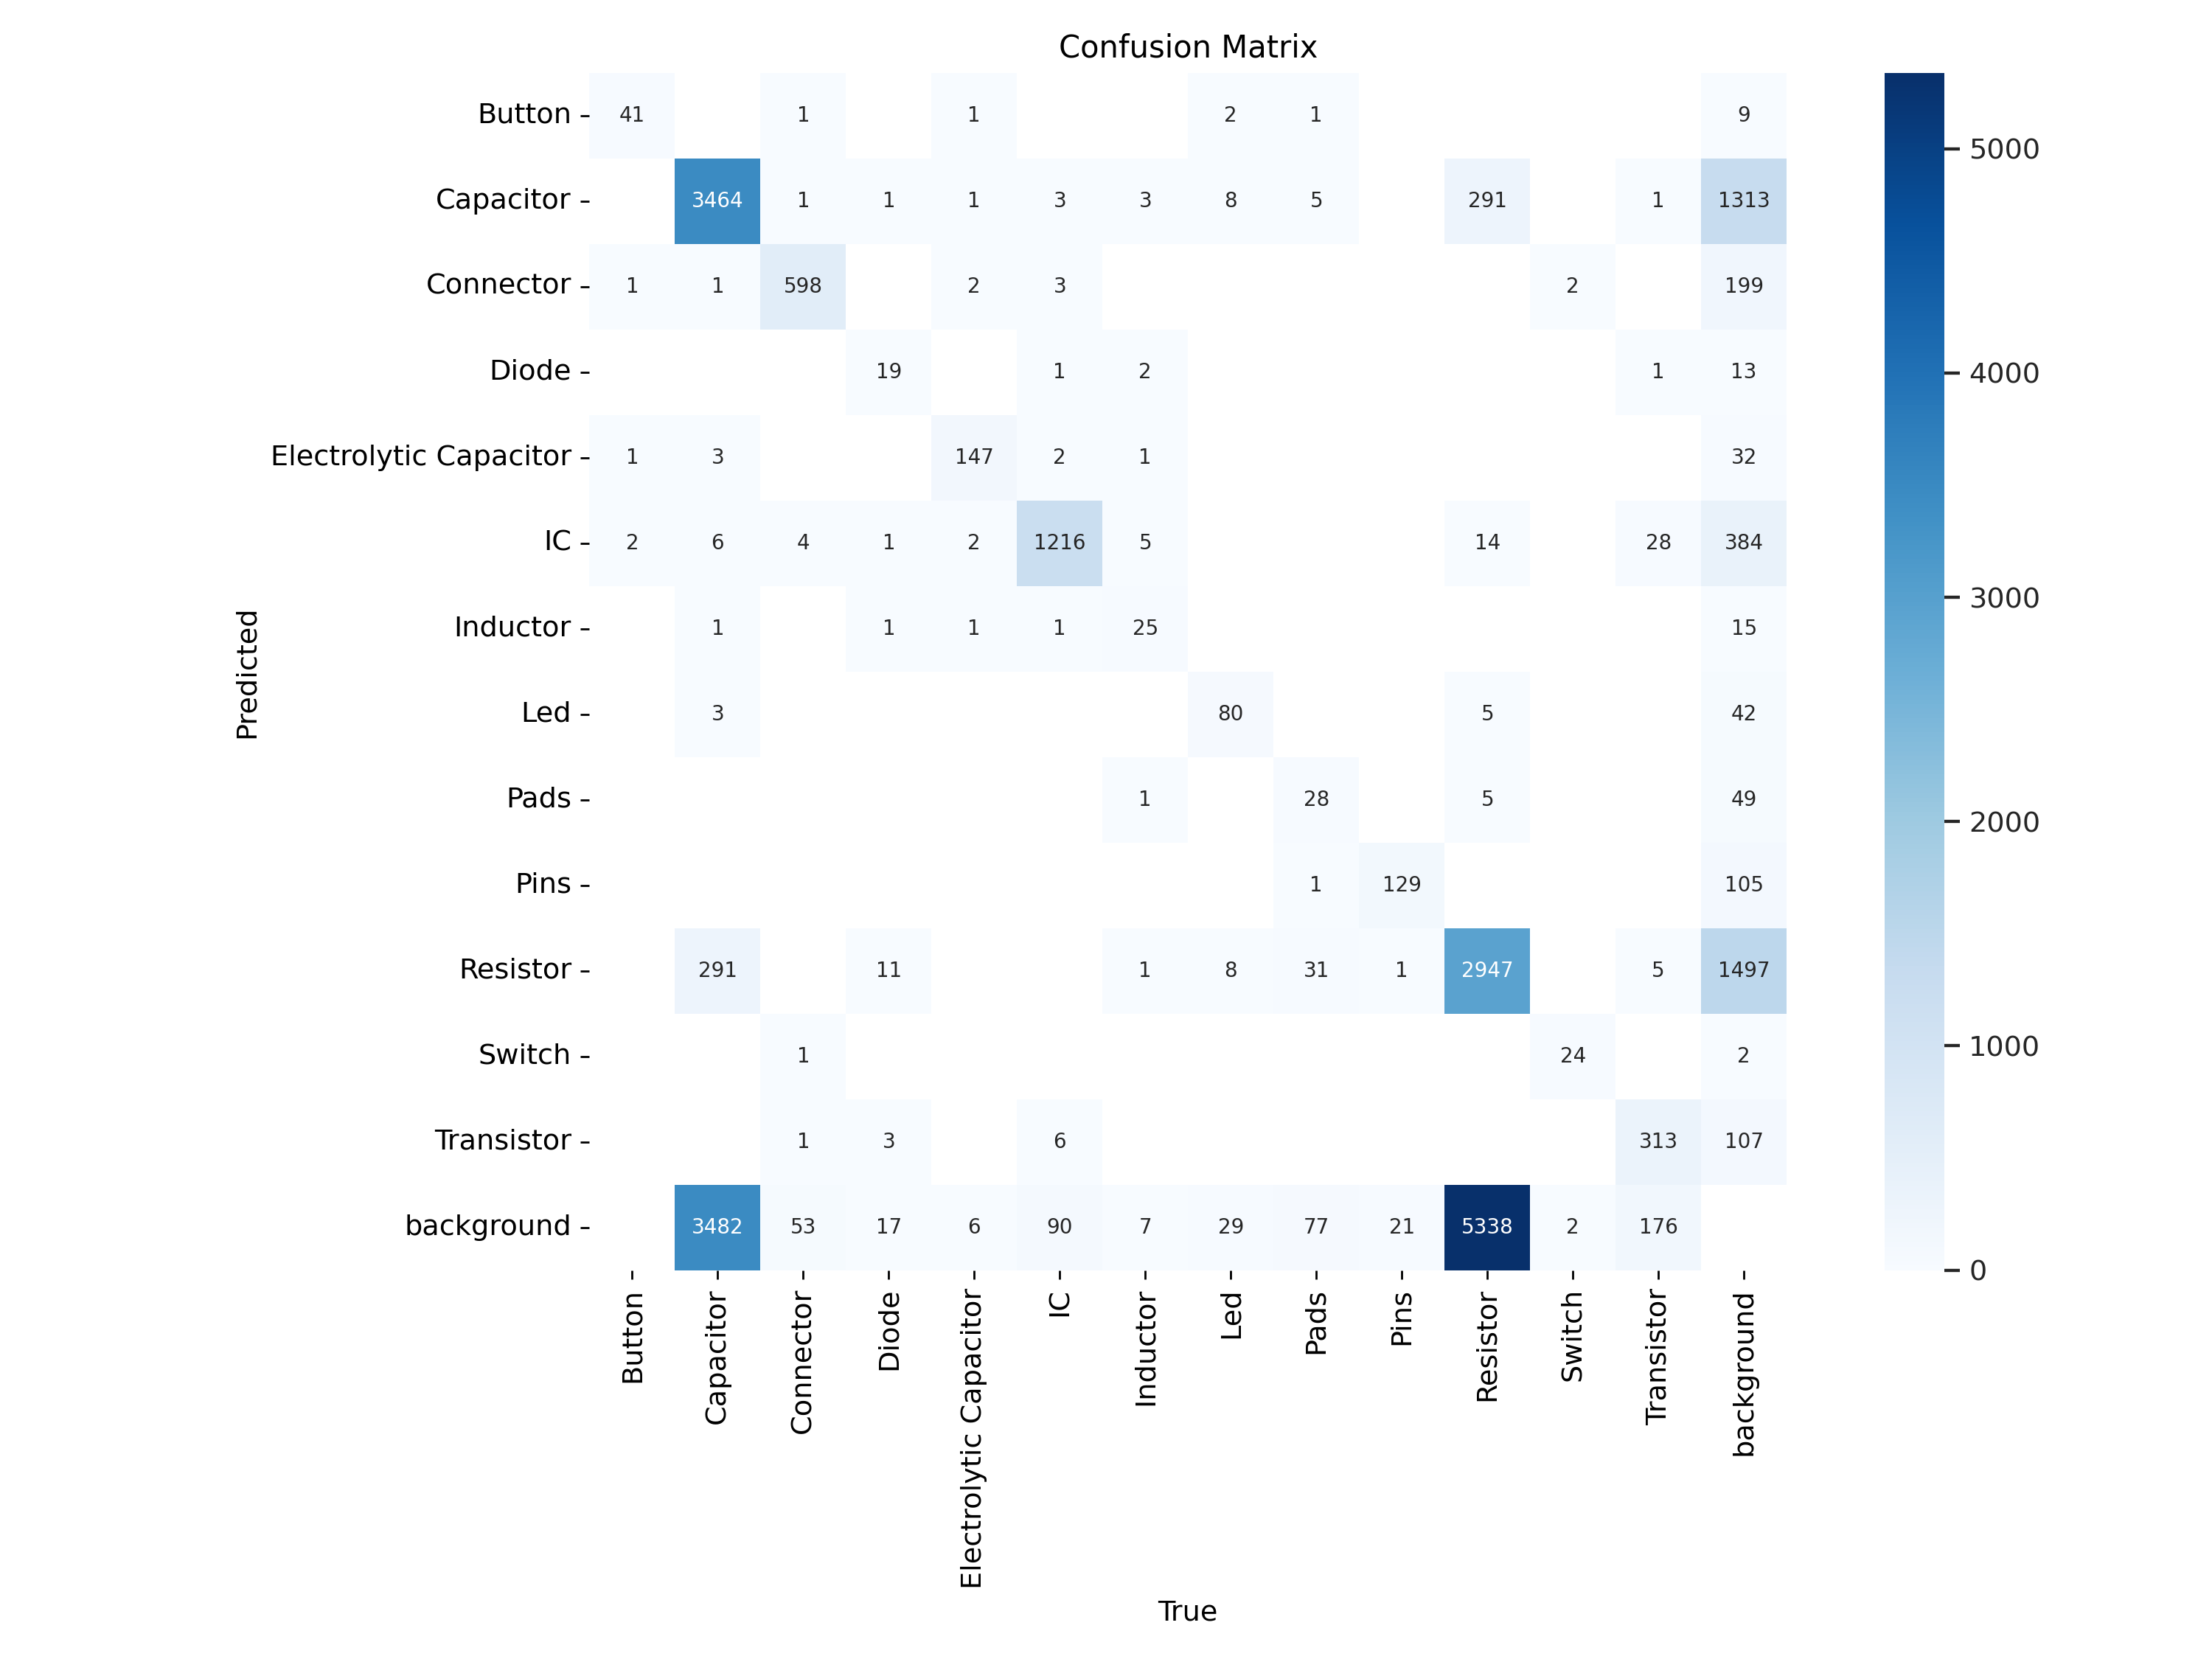 Confusion Matrix
Button 41 1 1 2 1 9
Capacitor 3464 1 1 1 3 3 8 5 291 1 1313
Connector 1 1 598 2 3 2 199
Diode 19 1 2 1 13
Electrolytic Capacitor 1 3 147 2 1 32
IC 2 6 4 1 2 1216 5 14 28 384
Inductor 1 1 1 1 25 15
Led 3 80 5 42
Pads 1 28 5 49
Pins 1 129 105
Resistor 291 11 1 8 31 1 2947 5 1497
Switch 1 24 2
Transistor 1 3 6 313 107
background 3482 53 17 6 90 7 29 77 21 5338 2 176
Predicted
Button
Capacitor
Connector
Diode
Electrolytic Capacitor
IC
Inductor
Led
Pads
Pins
Resistor
Switch
Transistor
background
True
5000
4000
3000
2000
1000
0